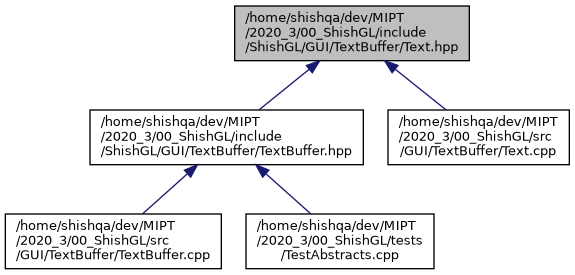 /home/shishqa/dev/MIPT
/2020_3/00_ShishGL/include
/ShishGL/GUI/TextBuffer/Text.hpp
/home/shishqa/dev/MIPT
/2020_3/00_ShishGL/include
/ShishGL/GUI/TextBuffer/TextBuffer.hpp
/home/shishqa/dev/MIPT
/2020_3/00_ShishGL/src
/GUI/TextBuffer/Text.cpp
/home/shishqa/dev/MIPT
/2020_3/00_ShishGL/src
/GUI/TextBuffer/TextBuffer.cpp
/home/shishqa/dev/MIPT
/2020_3/00_ShishGL/tests
/TestAbstracts.cpp